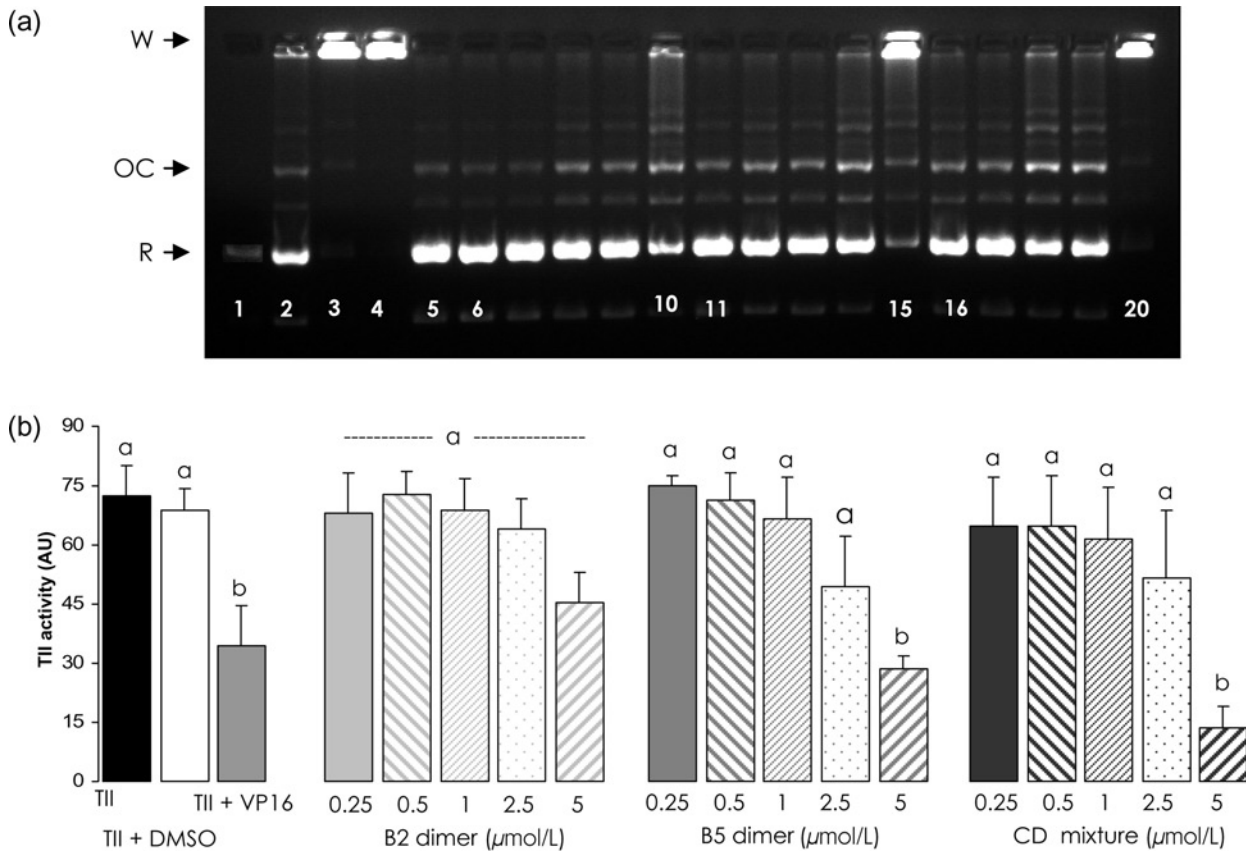 (a)
W
OC
R
1 2 3 4 5 6 10 11 15 16 20
(b)
TII activity (AU)
90
75
60
45
30
15
0
a a b
a
a a a a b
a a a a b
TII TII + VP16
TII + DMSO
0.25 0.5 1 2.5 5
B2 dimer (µmol/L)
0.25 0.5 1 2.5 5
B5 dimer (µmol/L)
0.25 0.5 1 2.5 5
CD mixture (µmol/L)